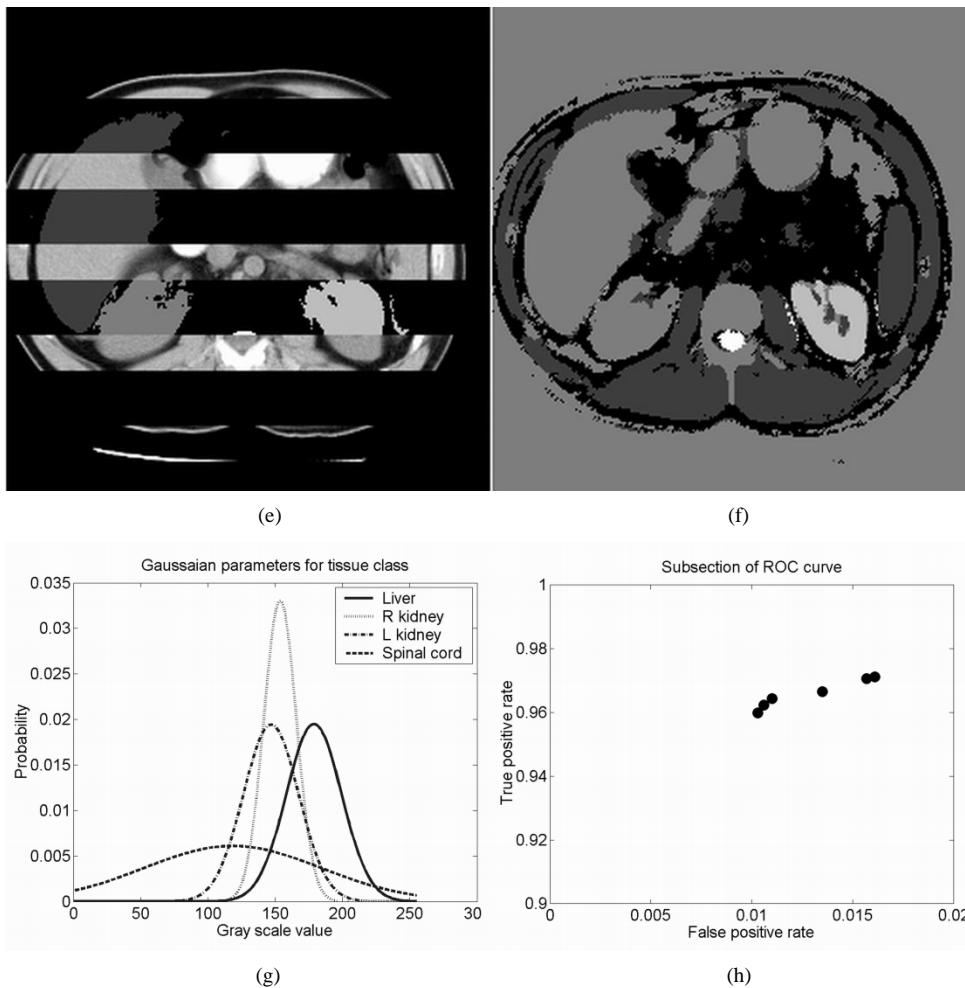 (e)
(f)
Gaussian parameters for tissue class
0.035
0.03
0.025
0.02
0.015
0.01
0.005
0
Probability
Liver
R kidney
L kidney
Spinal cord
0
50
100
150
200
250
30
Gray scale value
(g)
Subsection of ROC curve
1
0.98
0.96
0.94
0.92
0.9
True positive rate
0
0.005
0.01
0.015
0.02
False positive rate
(h)